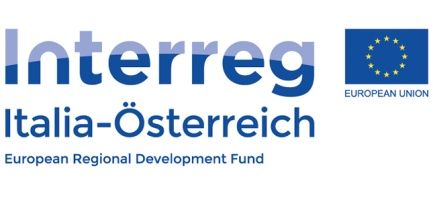 Interreg
EUROPEAN UNION
Italia-Österreich
European Regional Development Fund